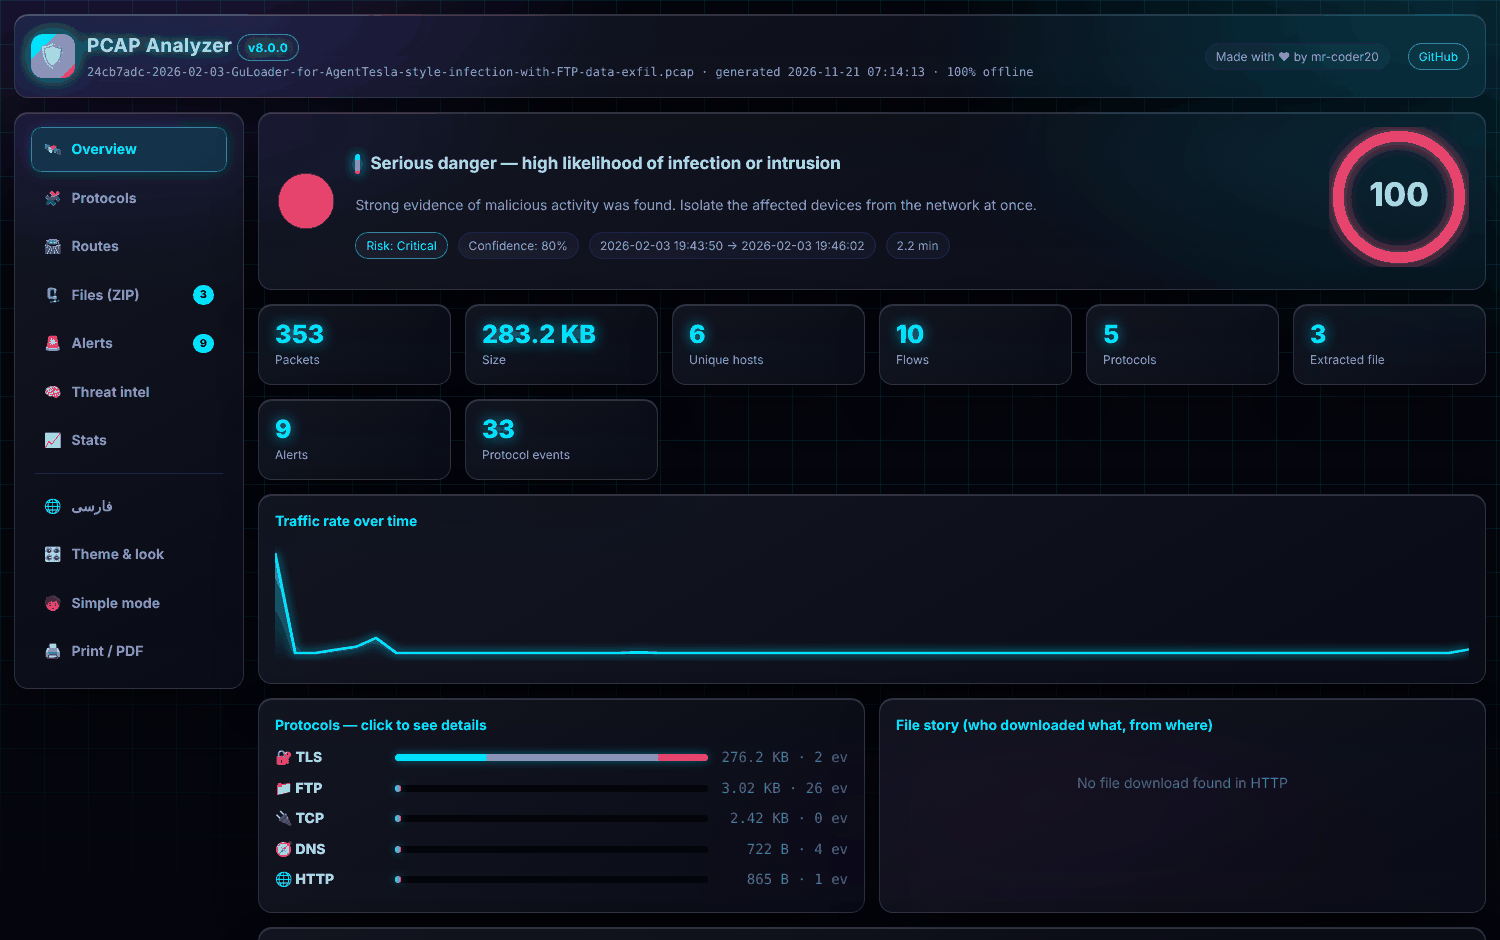 PCAP Analyzer v8.0.0
24cb7adc-2026-02-03-GuLoader-for-AgentTesla-style-infection-with-FTP-data-exfil.pcap · generated 2026-11-21 07:14:13 · 100% offline
Made with ♥ by mr-coder20
GitHub
Overview
Protocols
Routes
Files (ZIP) 3
Alerts 9
Threat intel
Stats
فارسی
Theme & look
Simple mode
Print / PDF
Serious danger — high likelihood of infection or intrusion
Strong evidence of malicious activity was found. Isolate the affected devices from the network at once.
Risk: Critical
Confidence: 80%
2026-02-03 19:43:50 → 2026-02-03 19:46:02
2.2 min
100
353
Packets
283.2 KB
Size
6
Unique hosts
10
Flows
5
Protocols
3
Extracted file
9
Alerts
33
Protocol events
Traffic rate over time
Protocols — click to see details
TLS 276.2 KB · 2 ev
FTP 3.02 KB · 26 ev
TCP 2.42 KB · 0 ev
DNS 722 B · 4 ev
HTTP 865 B · 1 ev
File story (who downloaded what, from where)
No file download found in HTTP